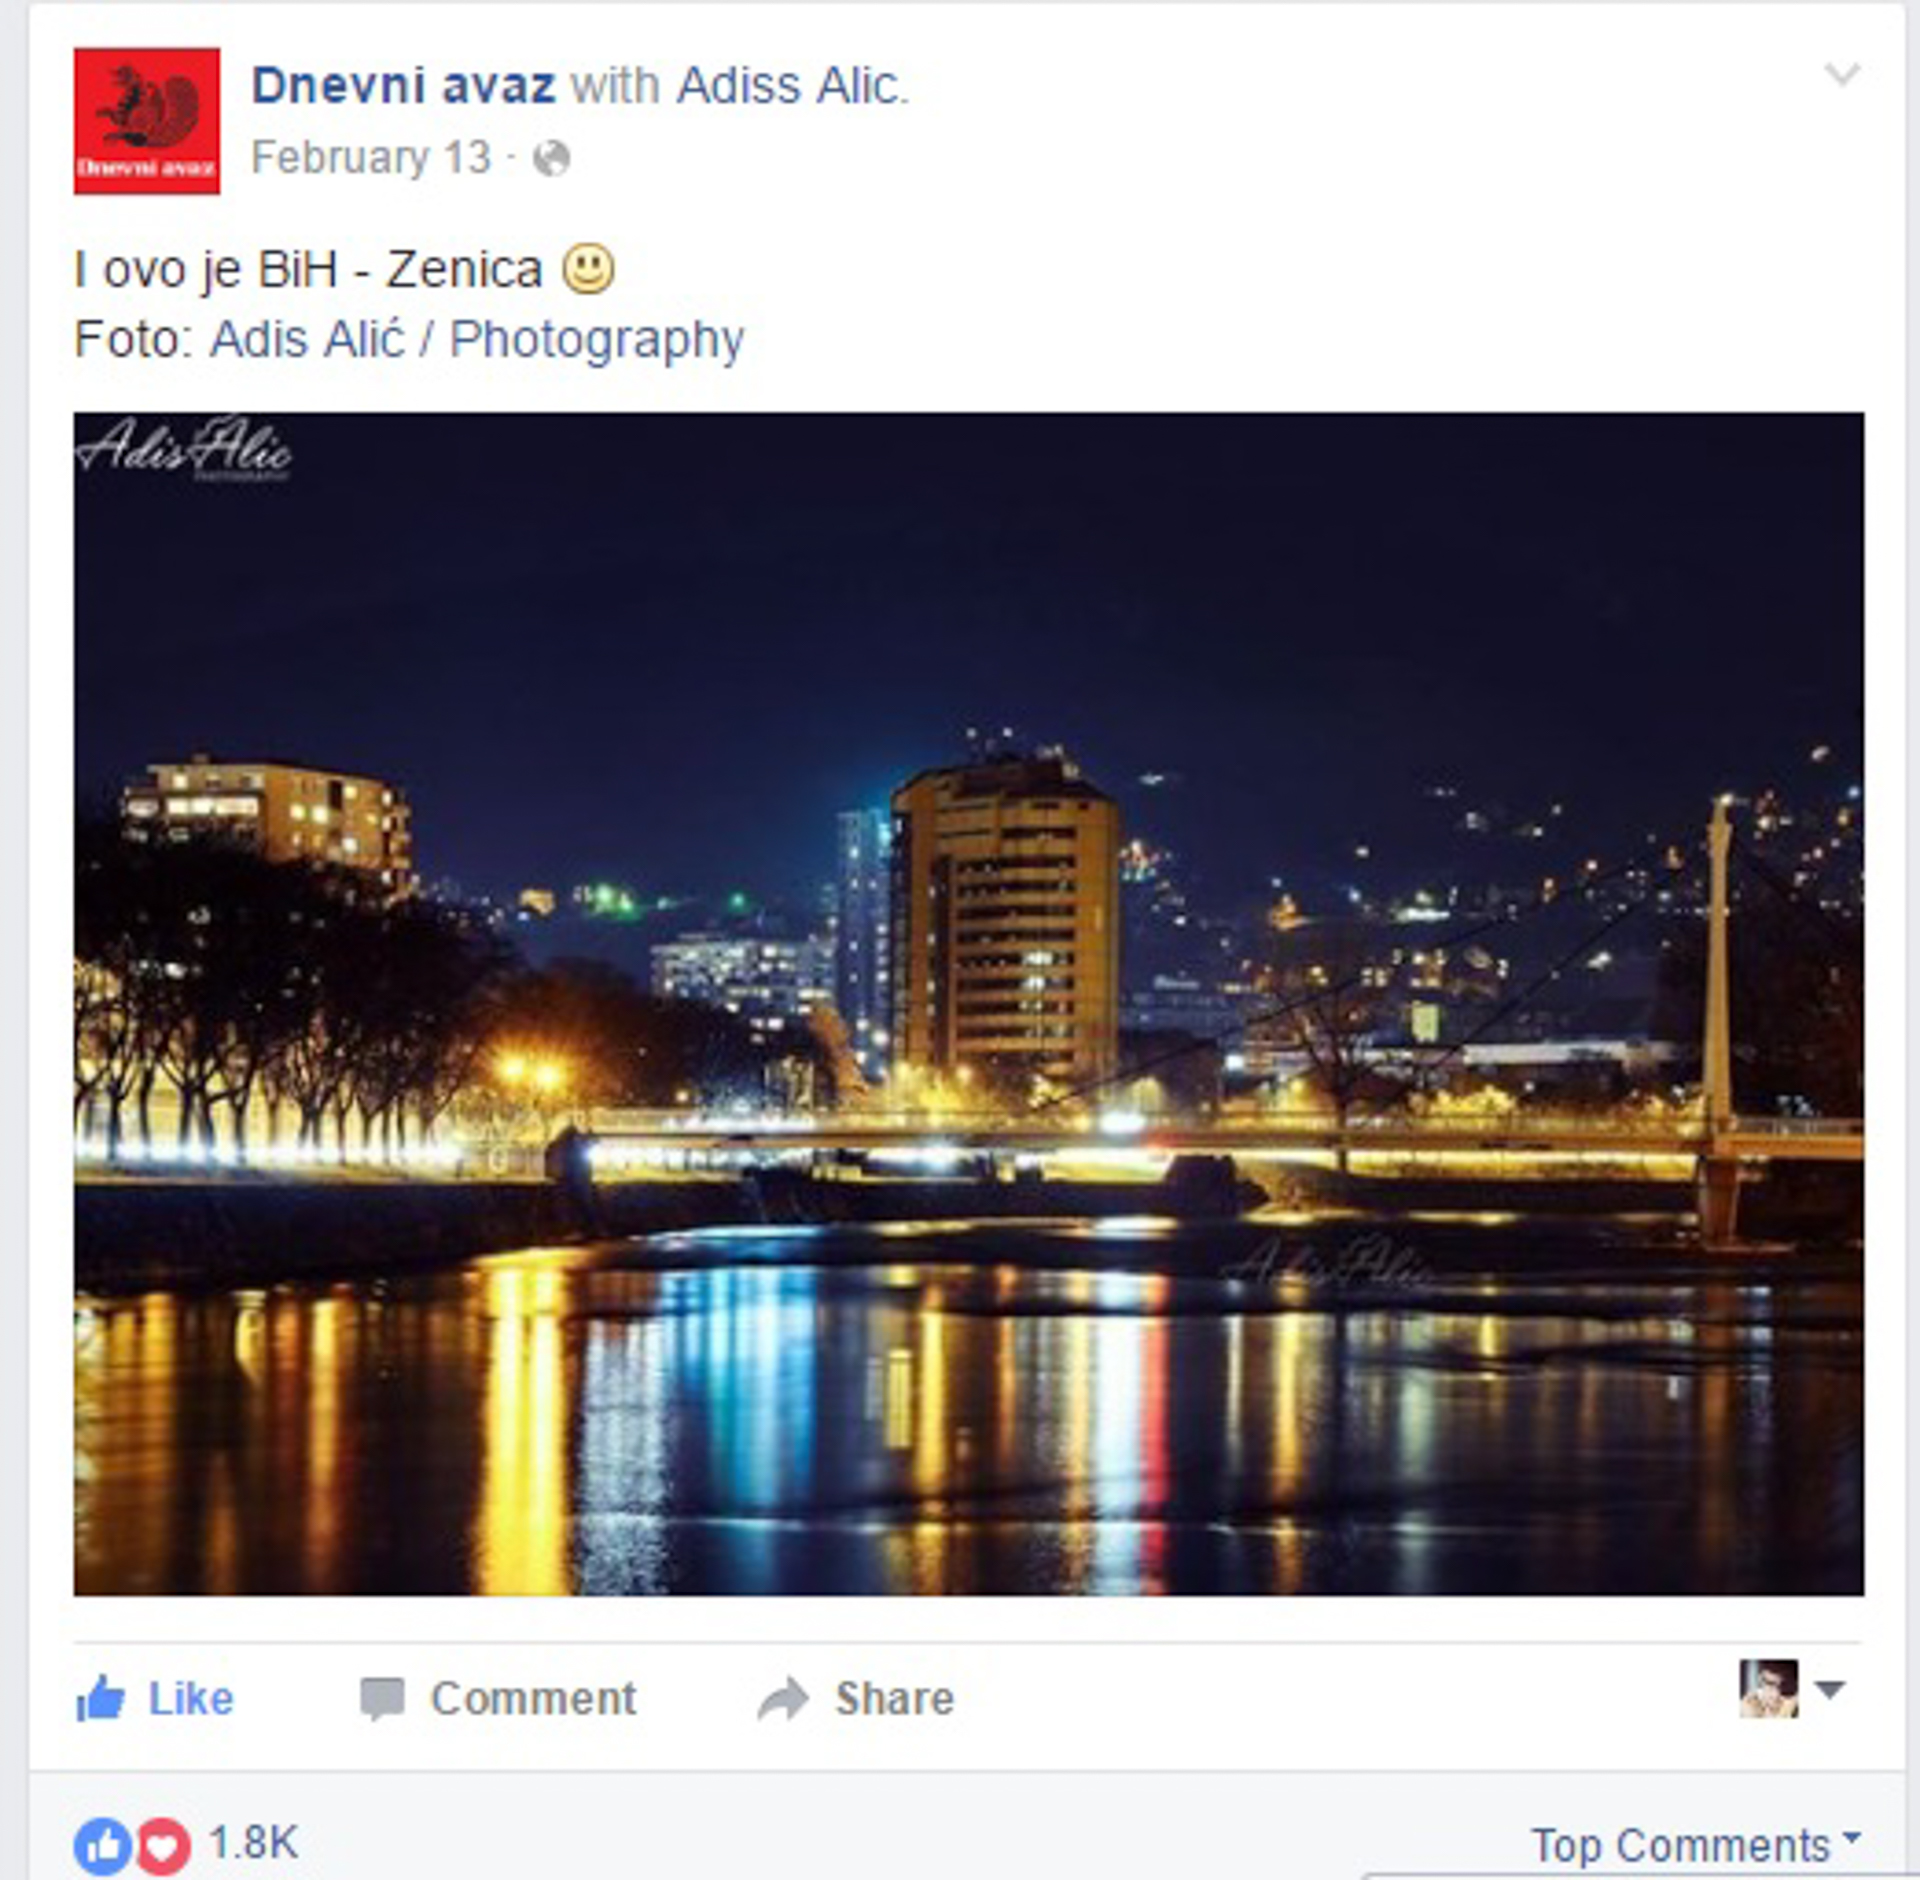 Dnevni avaz with Adiss Alic.
Dnevni avaz
February 13 ·
I ovo je BiH - Zenica
Foto: Adis Alić / Photography
Adis Alic
PHOTOGRAPHY
Adis Alic
Like
Comment
Share
1.8K
Top Comments